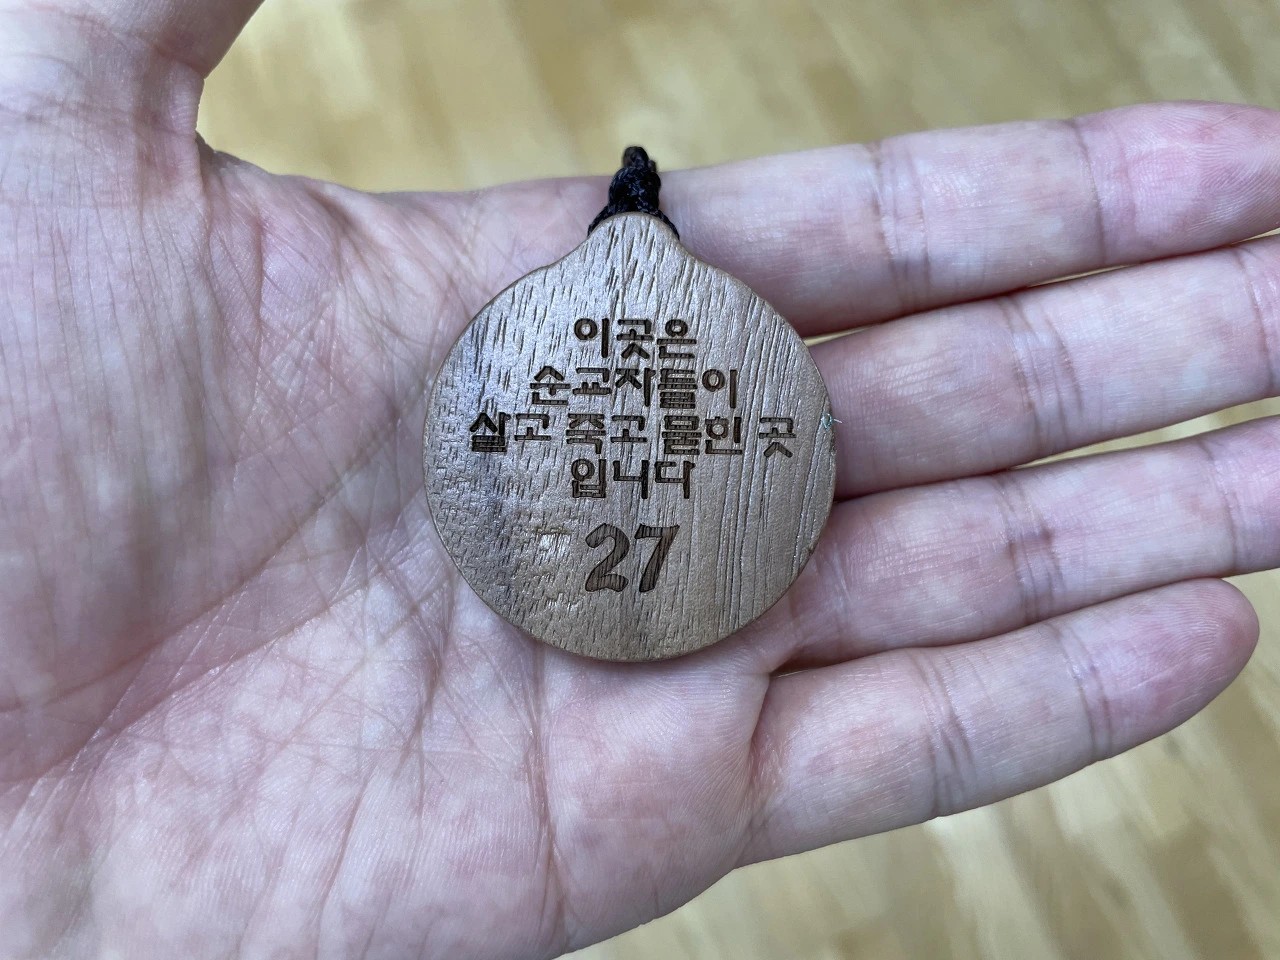 이곳은
순교자들이
살고 죽고 묻힌 곳
입니다
27